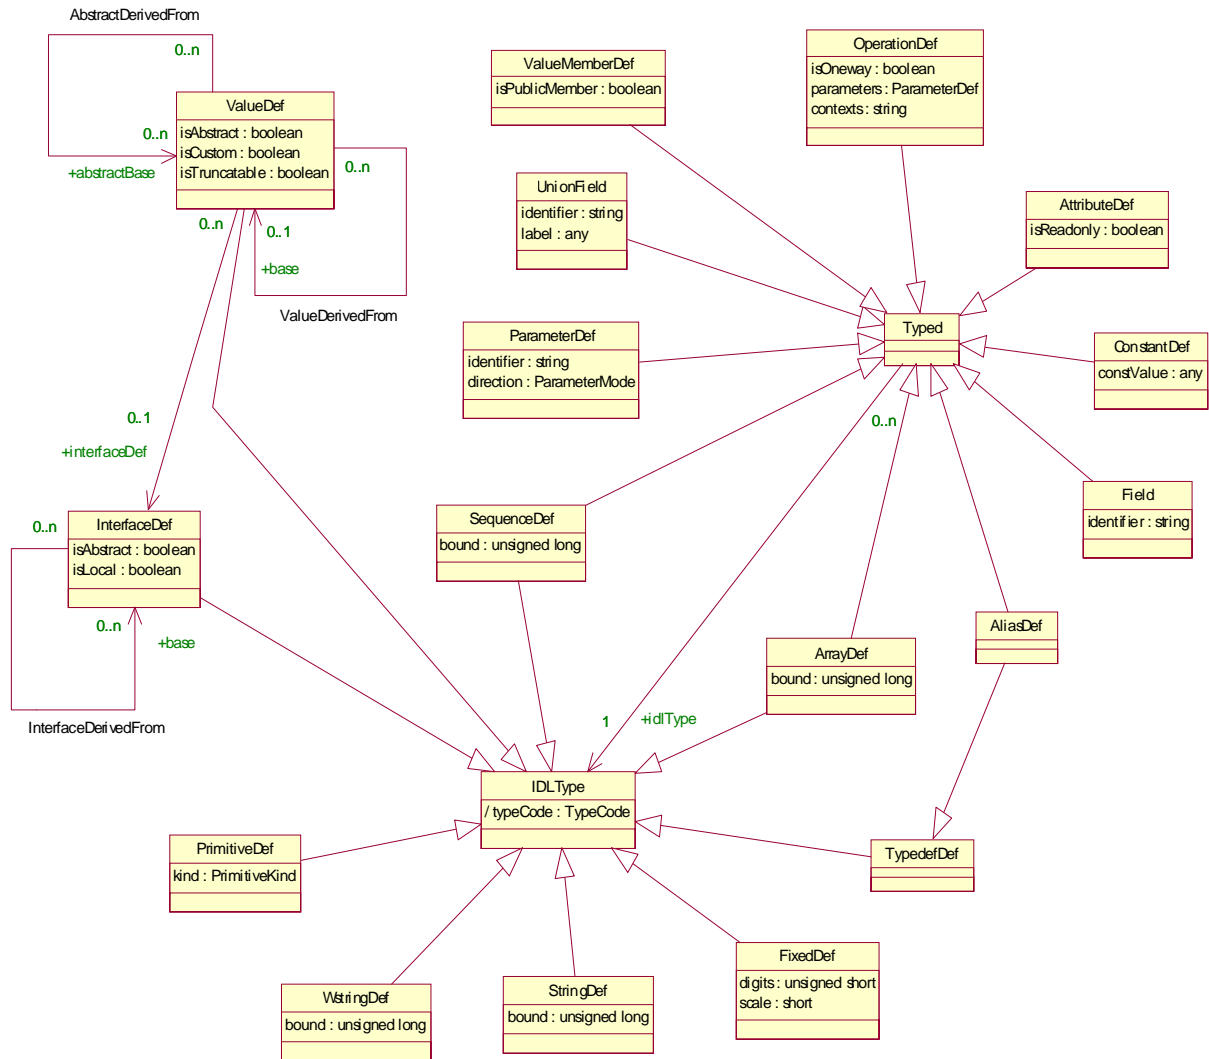 AbstractDerivedFrom
0..n
ValueDef
isAbstract : boolean
isCustom : boolean
isTruncatable : boolean
0..n
+abstractBase
0..n
0..n
0..1
+base
ValueDerivedFrom
0..1
+interfaceDef
InterfaceDef
isAbstract : boolean
isLocal : boolean
0..n
0..n
+base
InterfaceDerivedFrom
ValueMemberDef
isPublicMember : boolean
OperationDef
isOneway : boolean
parameters : ParameterDef
contexts : string
UnionField
identifier : string
label : any
AttributeDef
isReadonly : boolean
ParameterDef
identifier : string
direction : ParameterMode
Typed
ConstantDef
constValue : any
0..n
Field
identifier : string
SequenceDef
bound : unsigned long
AliasDef
ArrayDef
bound : unsigned long
1
+idlType
IDLType
/ typeCode : TypeCode
PrimitiveDef
kind : PrimitiveKind
TypedefDef
WstringDef
bound : unsigned long
StringDef
bound : unsigned long
FixedDef
digits : unsigned short
scale : short